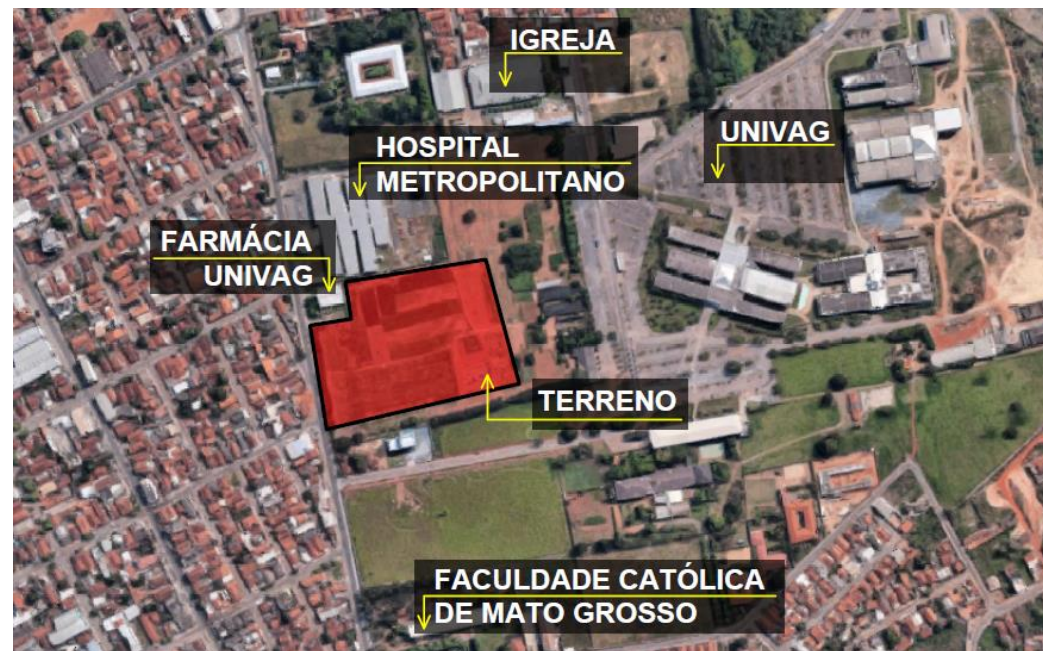 IGREJA
HOSPITAL
METROPOLITANO
UNIVAG
FARMÁCIA
UNIVAG
TERRENO
FACULDADE CATÓLICA
DE MATO GROSSO